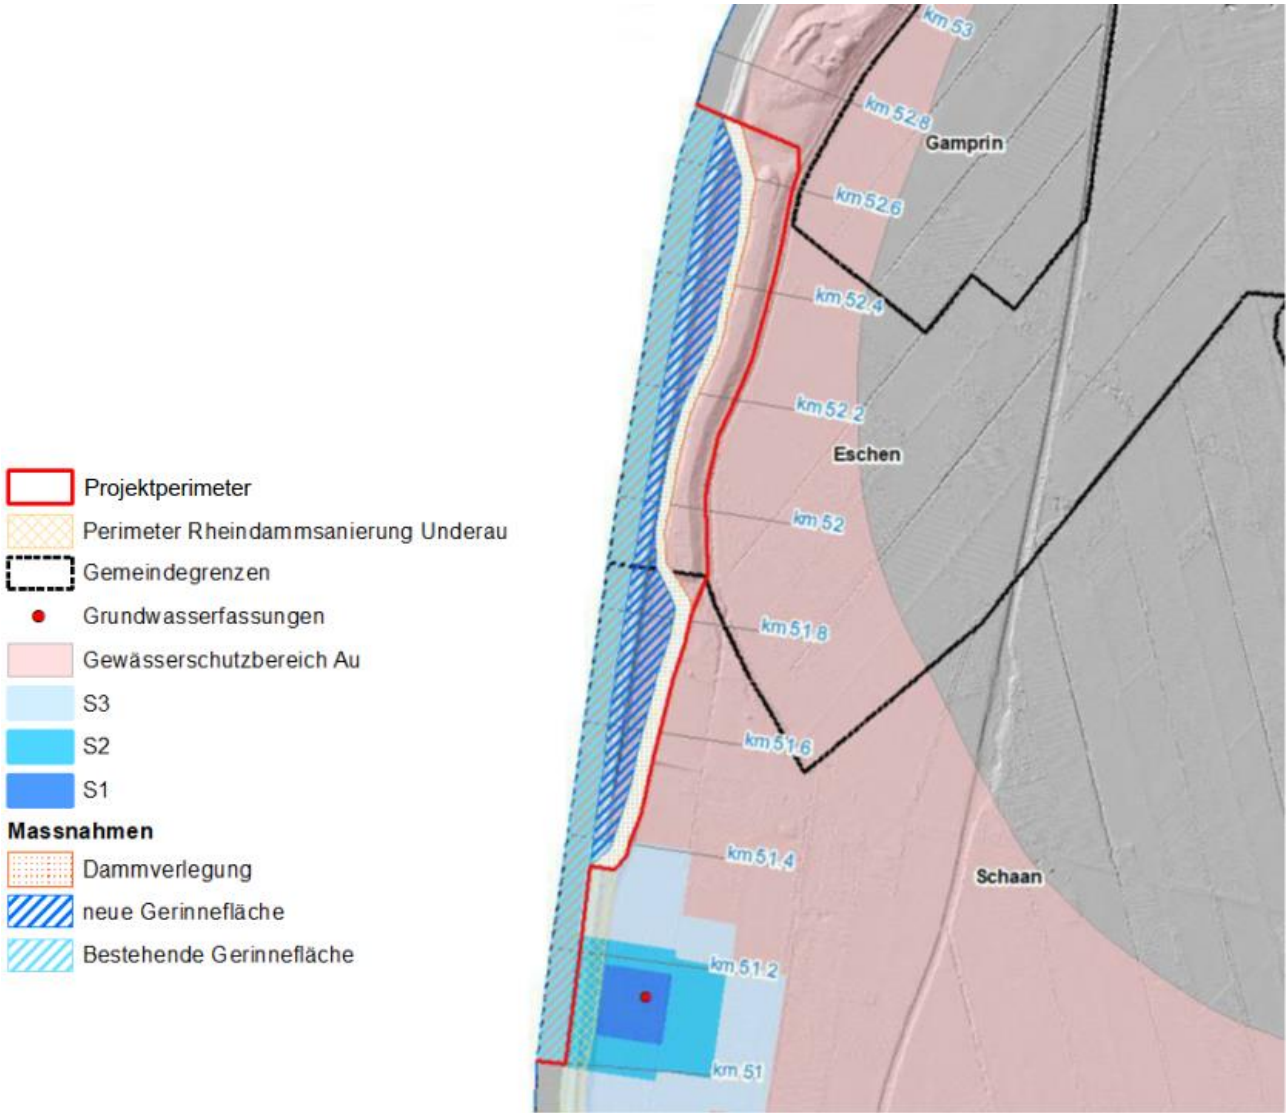 km 53
km 52.8
Gamprin
km 52.6
km 52.4
km 52.2
Eschen
km 52
km 51.8
km 51.6
km 51.4
Schaan
km 51.2
km 51
Projektperimeter
Perimeter Rheindammsanierung Underau
Gemeindegrenzen
Grundwasserfassungen
Gewässerschutzbereich Au
S3
S2
S1
Massnahmen
Dammverlegung
neue Gerinnefläche
Bestehende Gerinnefläche